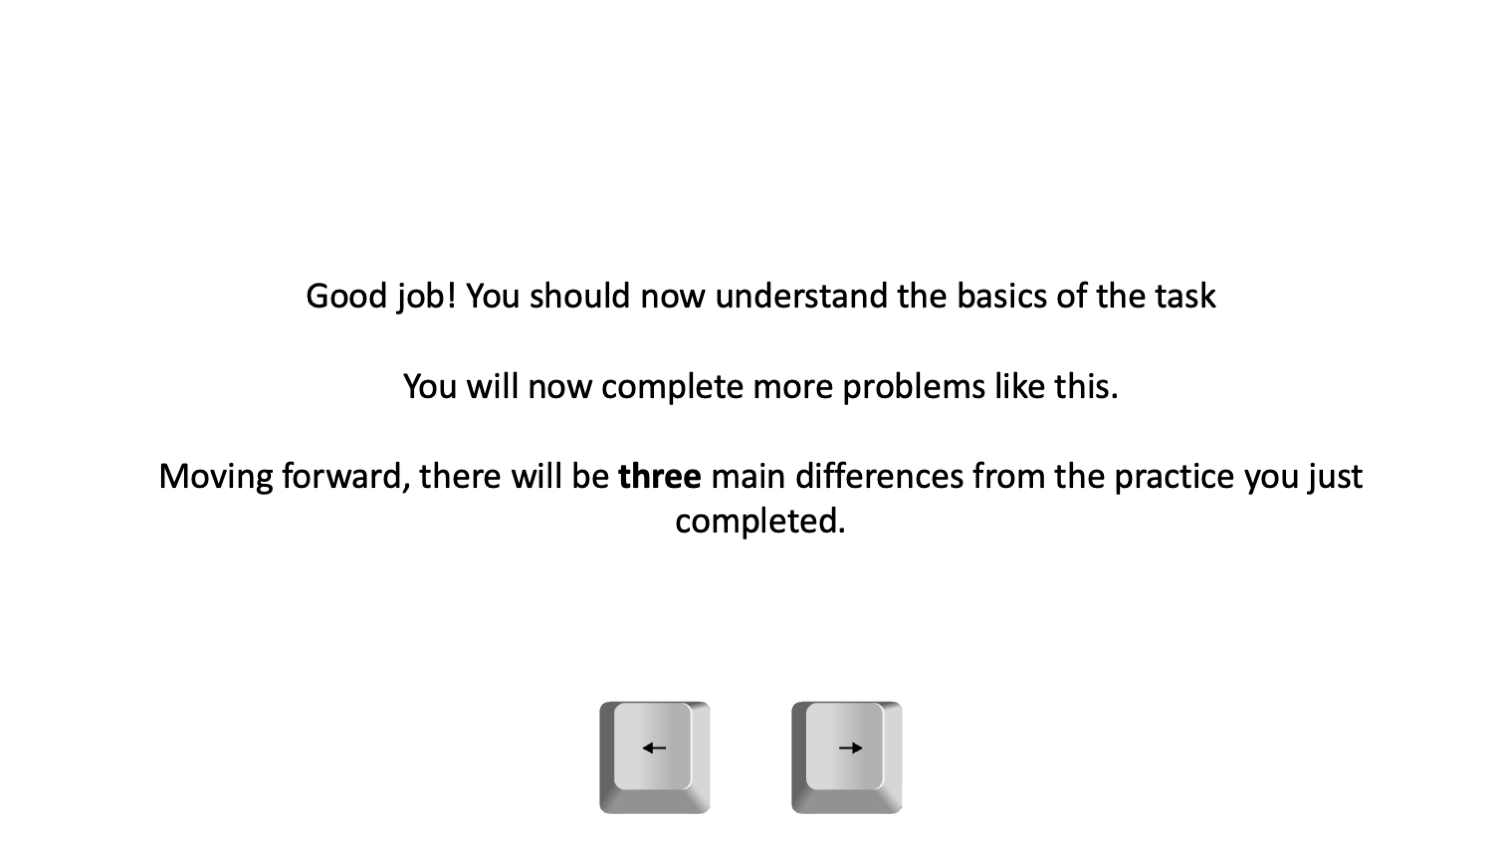 Good job! You should now understand the basics of the task
You will now complete more problems like this.
Moving forward, there will be three main differences from the practice you just
completed.